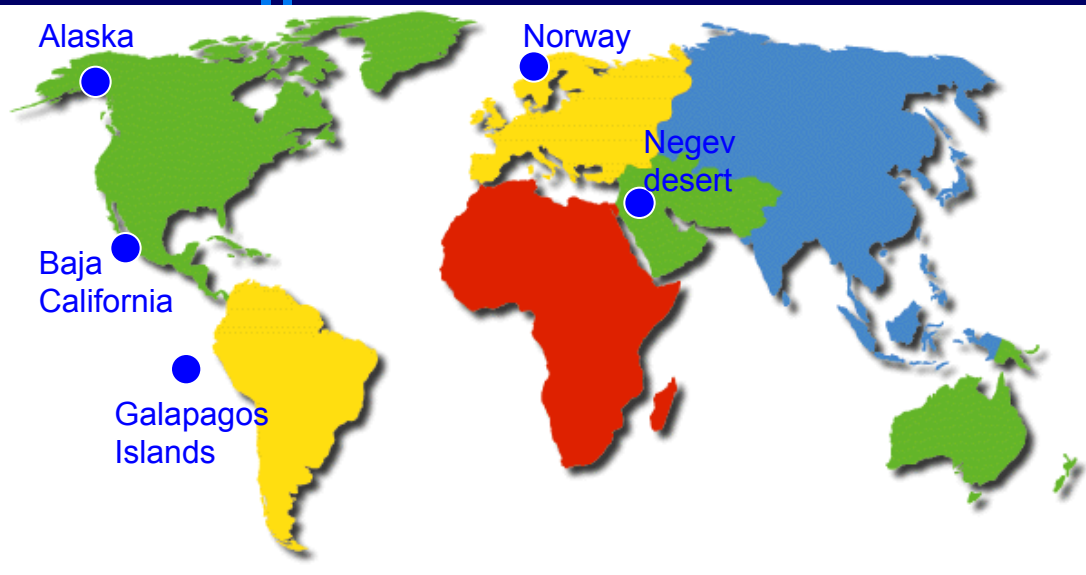 Alaska
Norway
Negev
desert
Baja
California
Galapagos
Islands